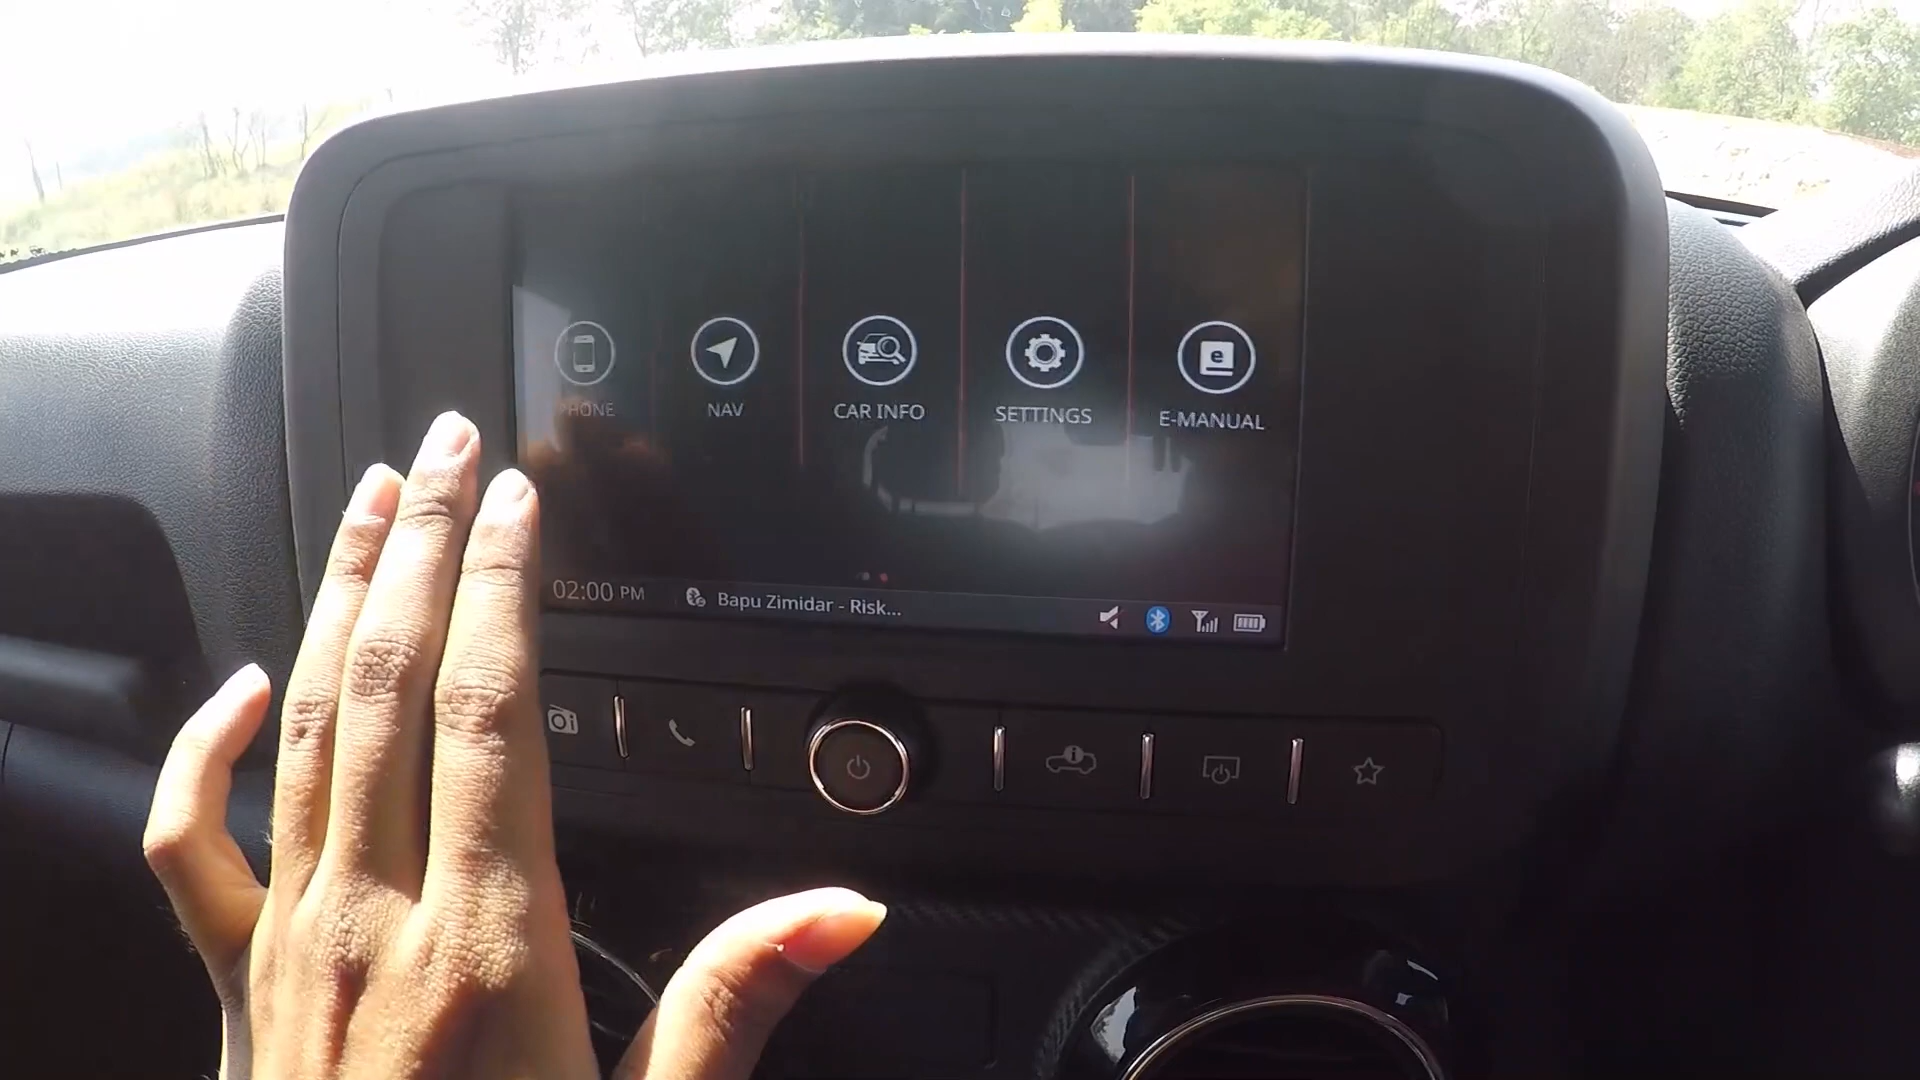 PHONE
NAV
CAR INFO
SETTINGS
E-MANUAL
02:00 PM
Bapu Zimidar - Risk...